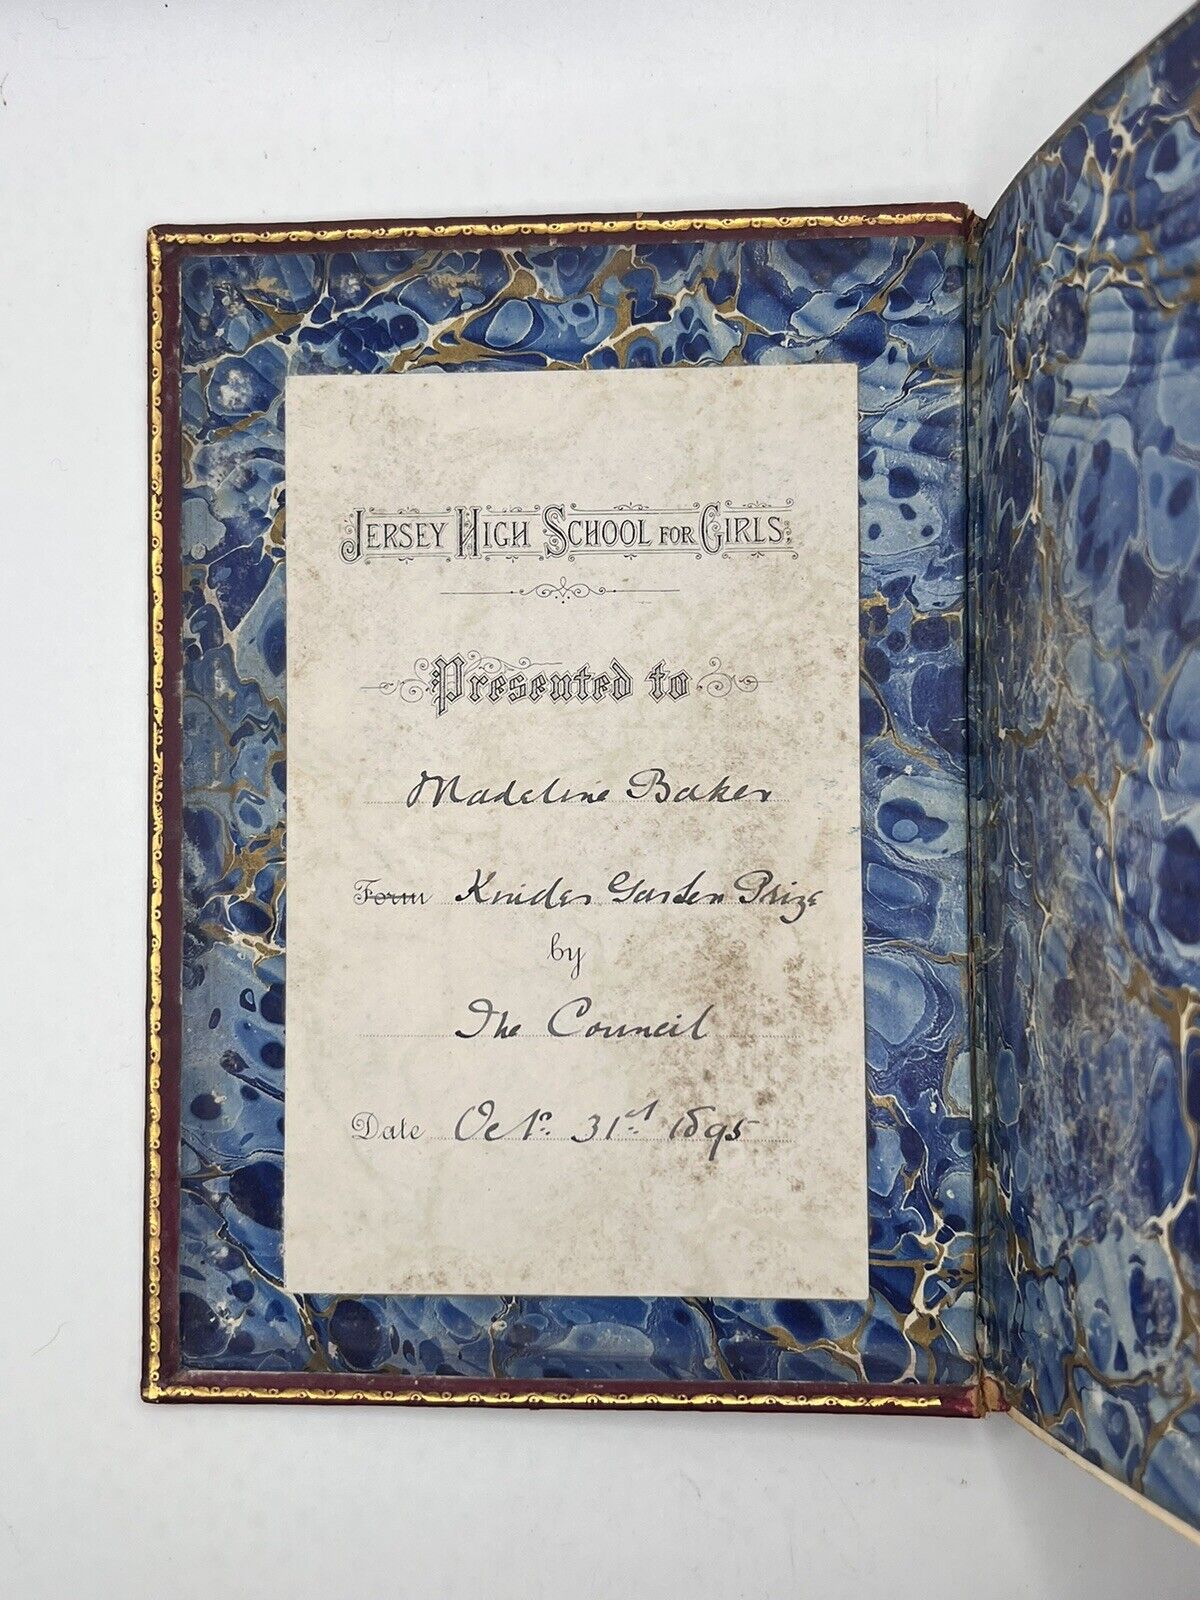 JERSEY HIGH SCHOOL FOR GIRLS.
Presented to
Madeline Baker
Form Kinder Garten Prize
by
The Council
Date Octr. 31st 1895